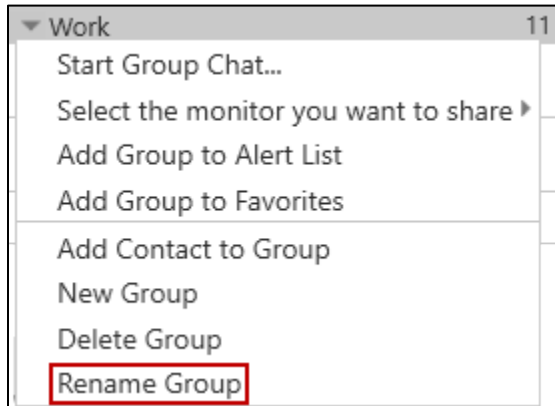 Work 11
Start Group Chat...
Select the monitor you want to share
Add Group to Alert List
Add Group to Favorites
Add Contact to Group
New Group
Delete Group
Rename Group